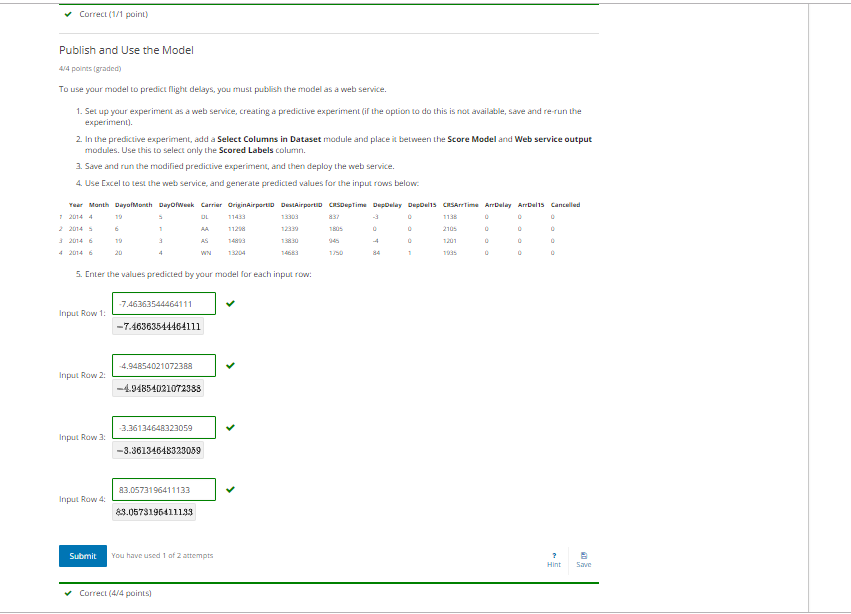 ✔ Correct (1/1 point)
Publish and Use the Model
4/4 points (graded)
To use your model to predict flight delays, you must publish the model as a web service.
1. Set up your experiment as a web service, creating a predictive experiment (if the option to do this is not available, save and re-run the
experiment).
2. In the predictive experiment, add a Select Columns in Dataset module and place it between the Score Model and Web service output
modules. Use this to select only the Scored Labels column.
3. Save and run the modified predictive experiment, and then deploy the web service.
4. Use Excel to test the web service, and generate predicted values for the input rows below:
Year Month DayofMonth DayOfWeek Carrier OriginAirportID DestAirportID CRSDepTime DepDelay DepDel15 CRSArrTime ArrDelay ArrDel15 Cancelled
1 2014 4 19 5 DL 11433 13303 837 -3 0 1138 0 0 0
2 2014 5 6 1 AA 11298 12339 1805 0 0 2105 0 0 0
3 2014 6 19 3 AS 14893 13830 945 -4 0 1201 0 0 0
4 2014 6 20 4 WN 13204 14683 1750 84 1 1935 0 0 0
5. Enter the values predicted by your model for each input row:
-7.46363544464111
Input Row 1:
−7.46363544464111
-4.94854021072388
Input Row 2:
−4.94854021072388
-3.36134648323059
Input Row 3:
−3.36134648323059
83.0573196411133
Input Row 4:
83.0573196411133
Submit You have used 1 of 2 attempts
? Hint Save
✔ Correct (4/4 points)